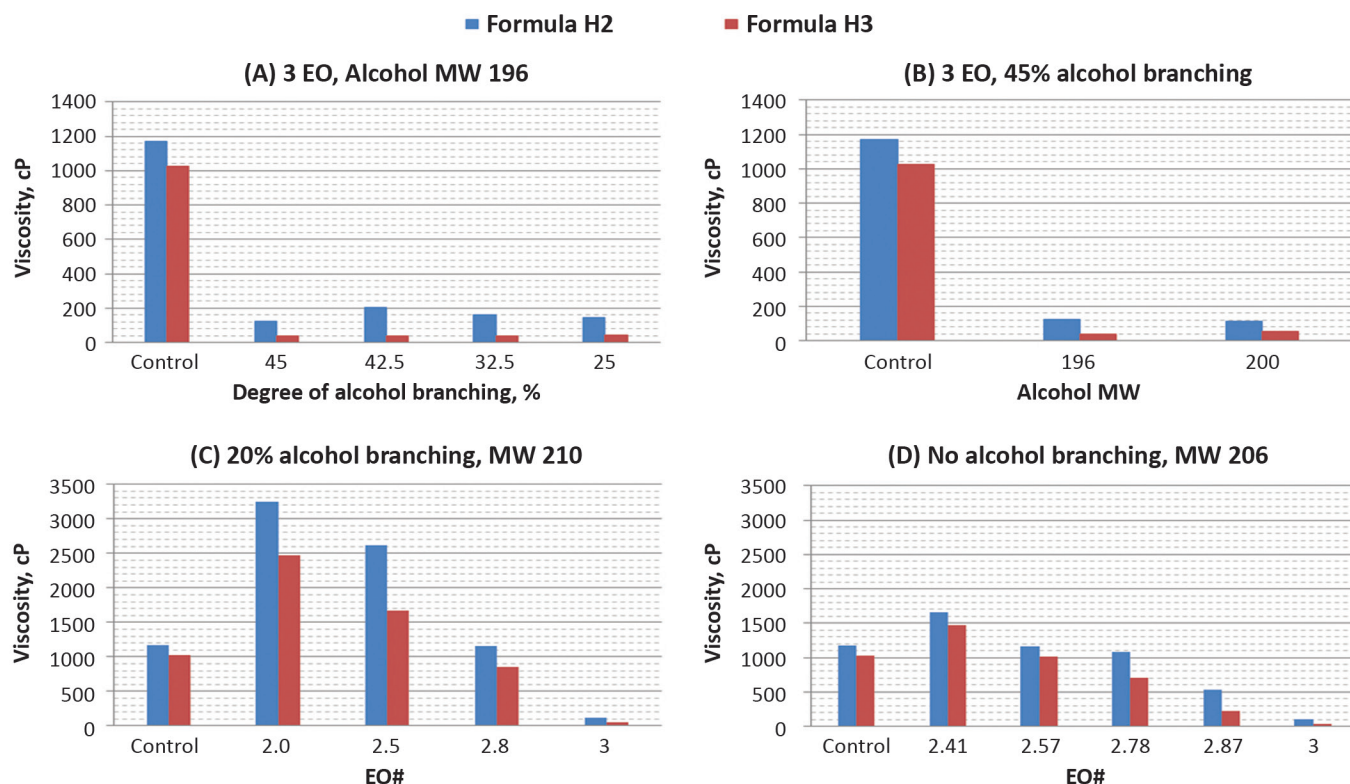 Formula H2 Formula H3
(A) 3 EO, Alcohol MW 196
1400
1200
1000
800
600
400
200
0
Viscosity, cP
Control 45 42.5 32.5 25
Degree of alcohol branching, %
(B) 3 EO, 45% alcohol branching
1400
1200
1000
800
600
400
200
0
Viscosity, cP
Control 196 200
Alcohol MW
(C) 20% alcohol branching, MW 210
3500
3000
2500
2000
1500
1000
500
0
Viscosity, cP
Control 2.0 2.5 2.8 3
EO#
(D) No alcohol branching, MW 206
3500
3000
2500
2000
1500
1000
500
0
Viscosity, cP
Control 2.41 2.57 2.78 2.87 3
EO#